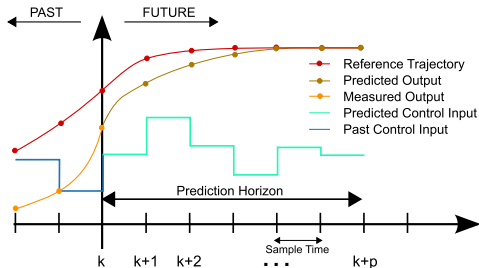 PAST
FUTURE
Reference Trajectory
Predicted Output
Measured Output
Predicted Control Input
Past Control Input
Prediction Horizon
Sample Time
k
k+1
k+2
...
k+p